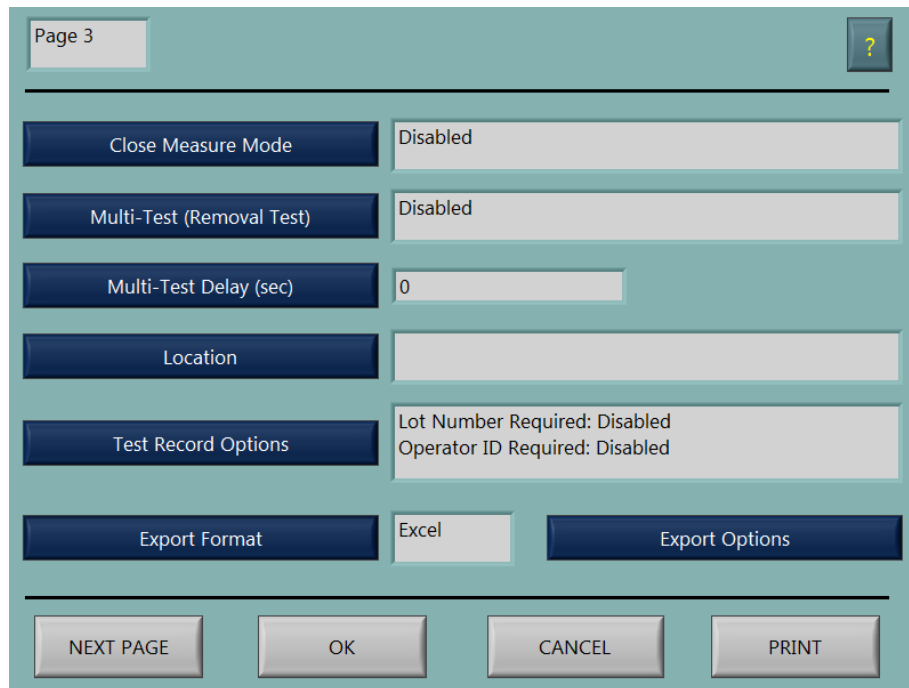 Page 3
?
Close Measure Mode
Disabled
Multi-Test (Removal Test)
Disabled
Multi-Test Delay (sec)
0
Location
Test Record Options
Lot Number Required: Disabled
Operator ID Required: Disabled
Export Format
Excel
Export Options
NEXT PAGE
OK
CANCEL
PRINT